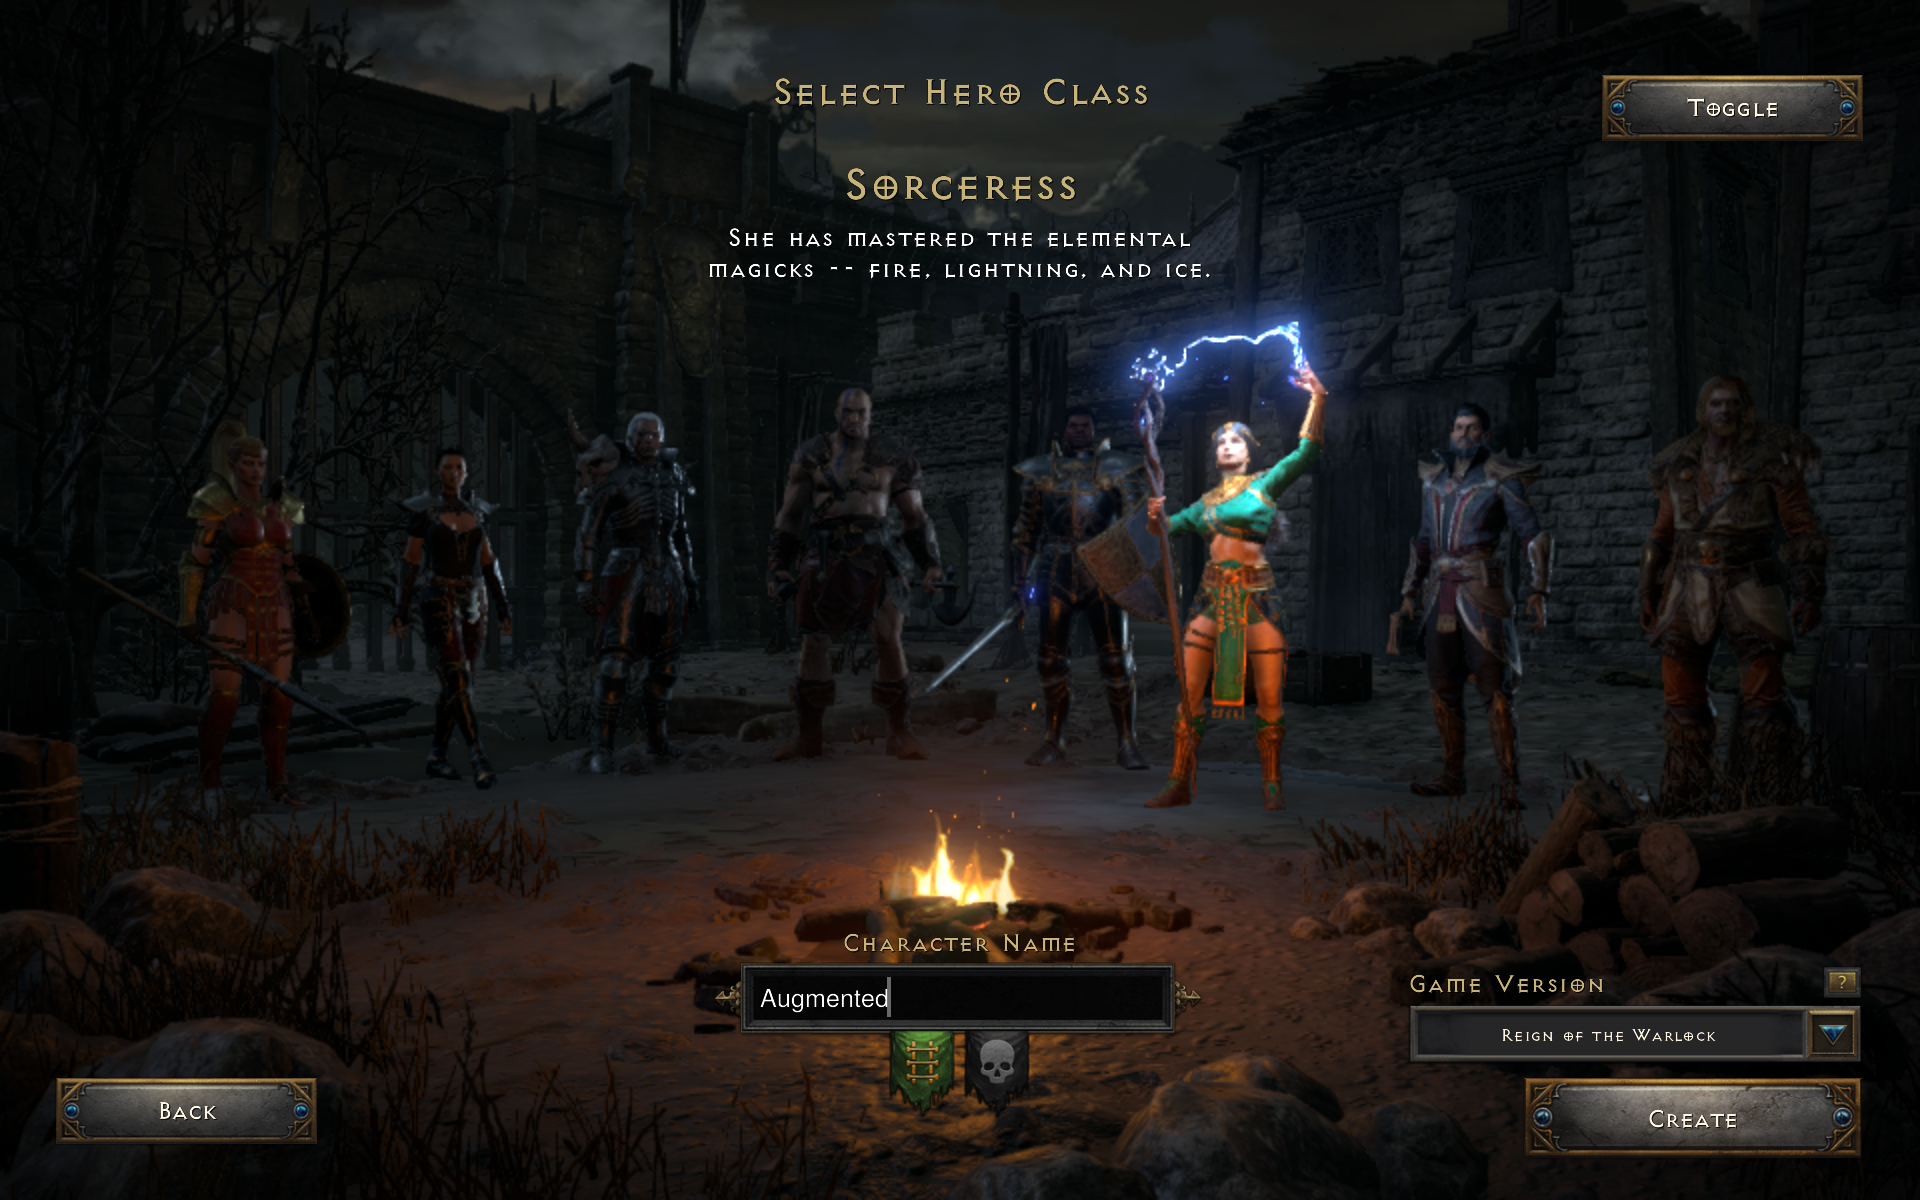 Select Hero Class
Toggle
Sorceress
She has mastered the elemental
magicks -- fire, lightning, and ice.
Character Name
Augmented
Game Version
?
Reign of the Warlock
Back
Create